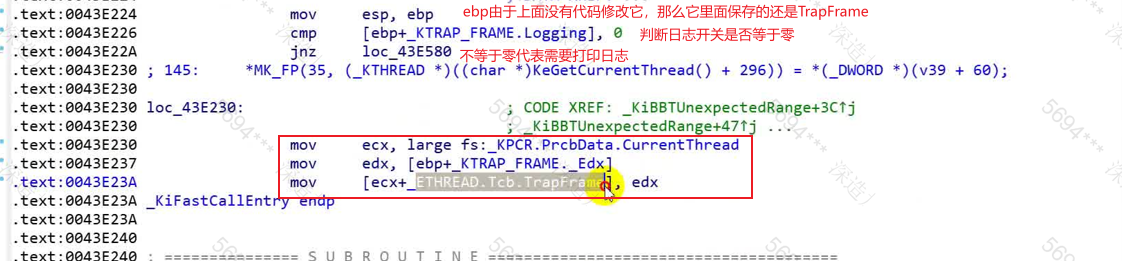 .text:0043E224 mov esp, ebp ebp由于上面没有代码修改它，那么它里面保存的还是TrapFrame
.text:0043E226 cmp [ebp+_KTRAP_FRAME.Logging], 0 判断日志开关是否等于零
.text:0043E22A jnz loc_43E580 不等于零代表需要打印日志
.text:0043E230 ; 145: *MK_FP(35, (_KTHREAD *)((char *)KeGetCurrentThread() + 296)) = *(_DWORD *)(v39 + 60);
.text:0043E230
.text:0043E230 loc_43E230: ; CODE XREF: _KiBBTUnexpectedRange+3C↑j
.text:0043E230 ; _KiBBTUnexpectedRange+47↑j ...
.text:0043E230 mov ecx, large fs:_KPCR.PrcbData.CurrentThread
.text:0043E237 mov edx, [ebp+_KTRAP_FRAME._Edx]
.text:0043E23A mov [ecx+_ETHREAD.Tcb.TrapFrame], edx
.text:0043E23A _KiFastCallEntry endp
.text:0043E23A
.text:0043E240
.text:0043E240 ; =============== S U B R O U T I N E =======================================